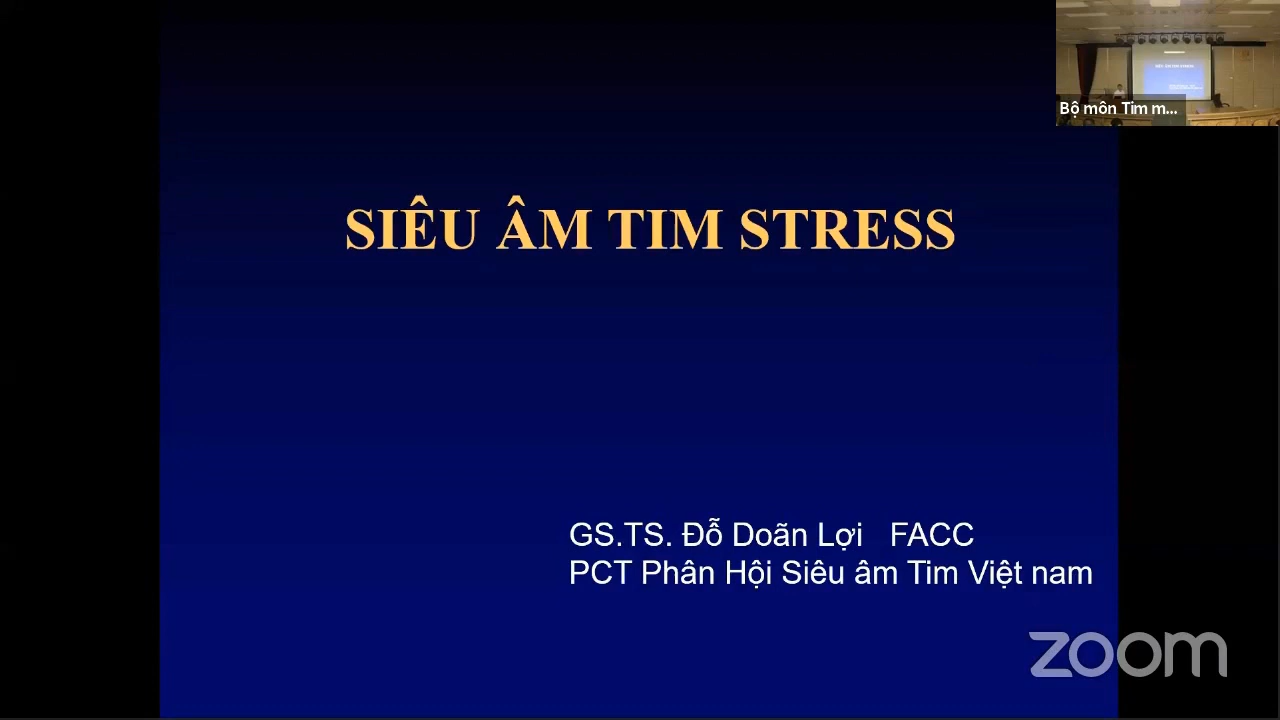 Bộ môn Tim m...
SIÊU ÂM TIM STRESS
GS.TS. Đỗ Doãn Lợi FACC
PCT Phân Hội Siêu âm Tim Việt nam
zoom